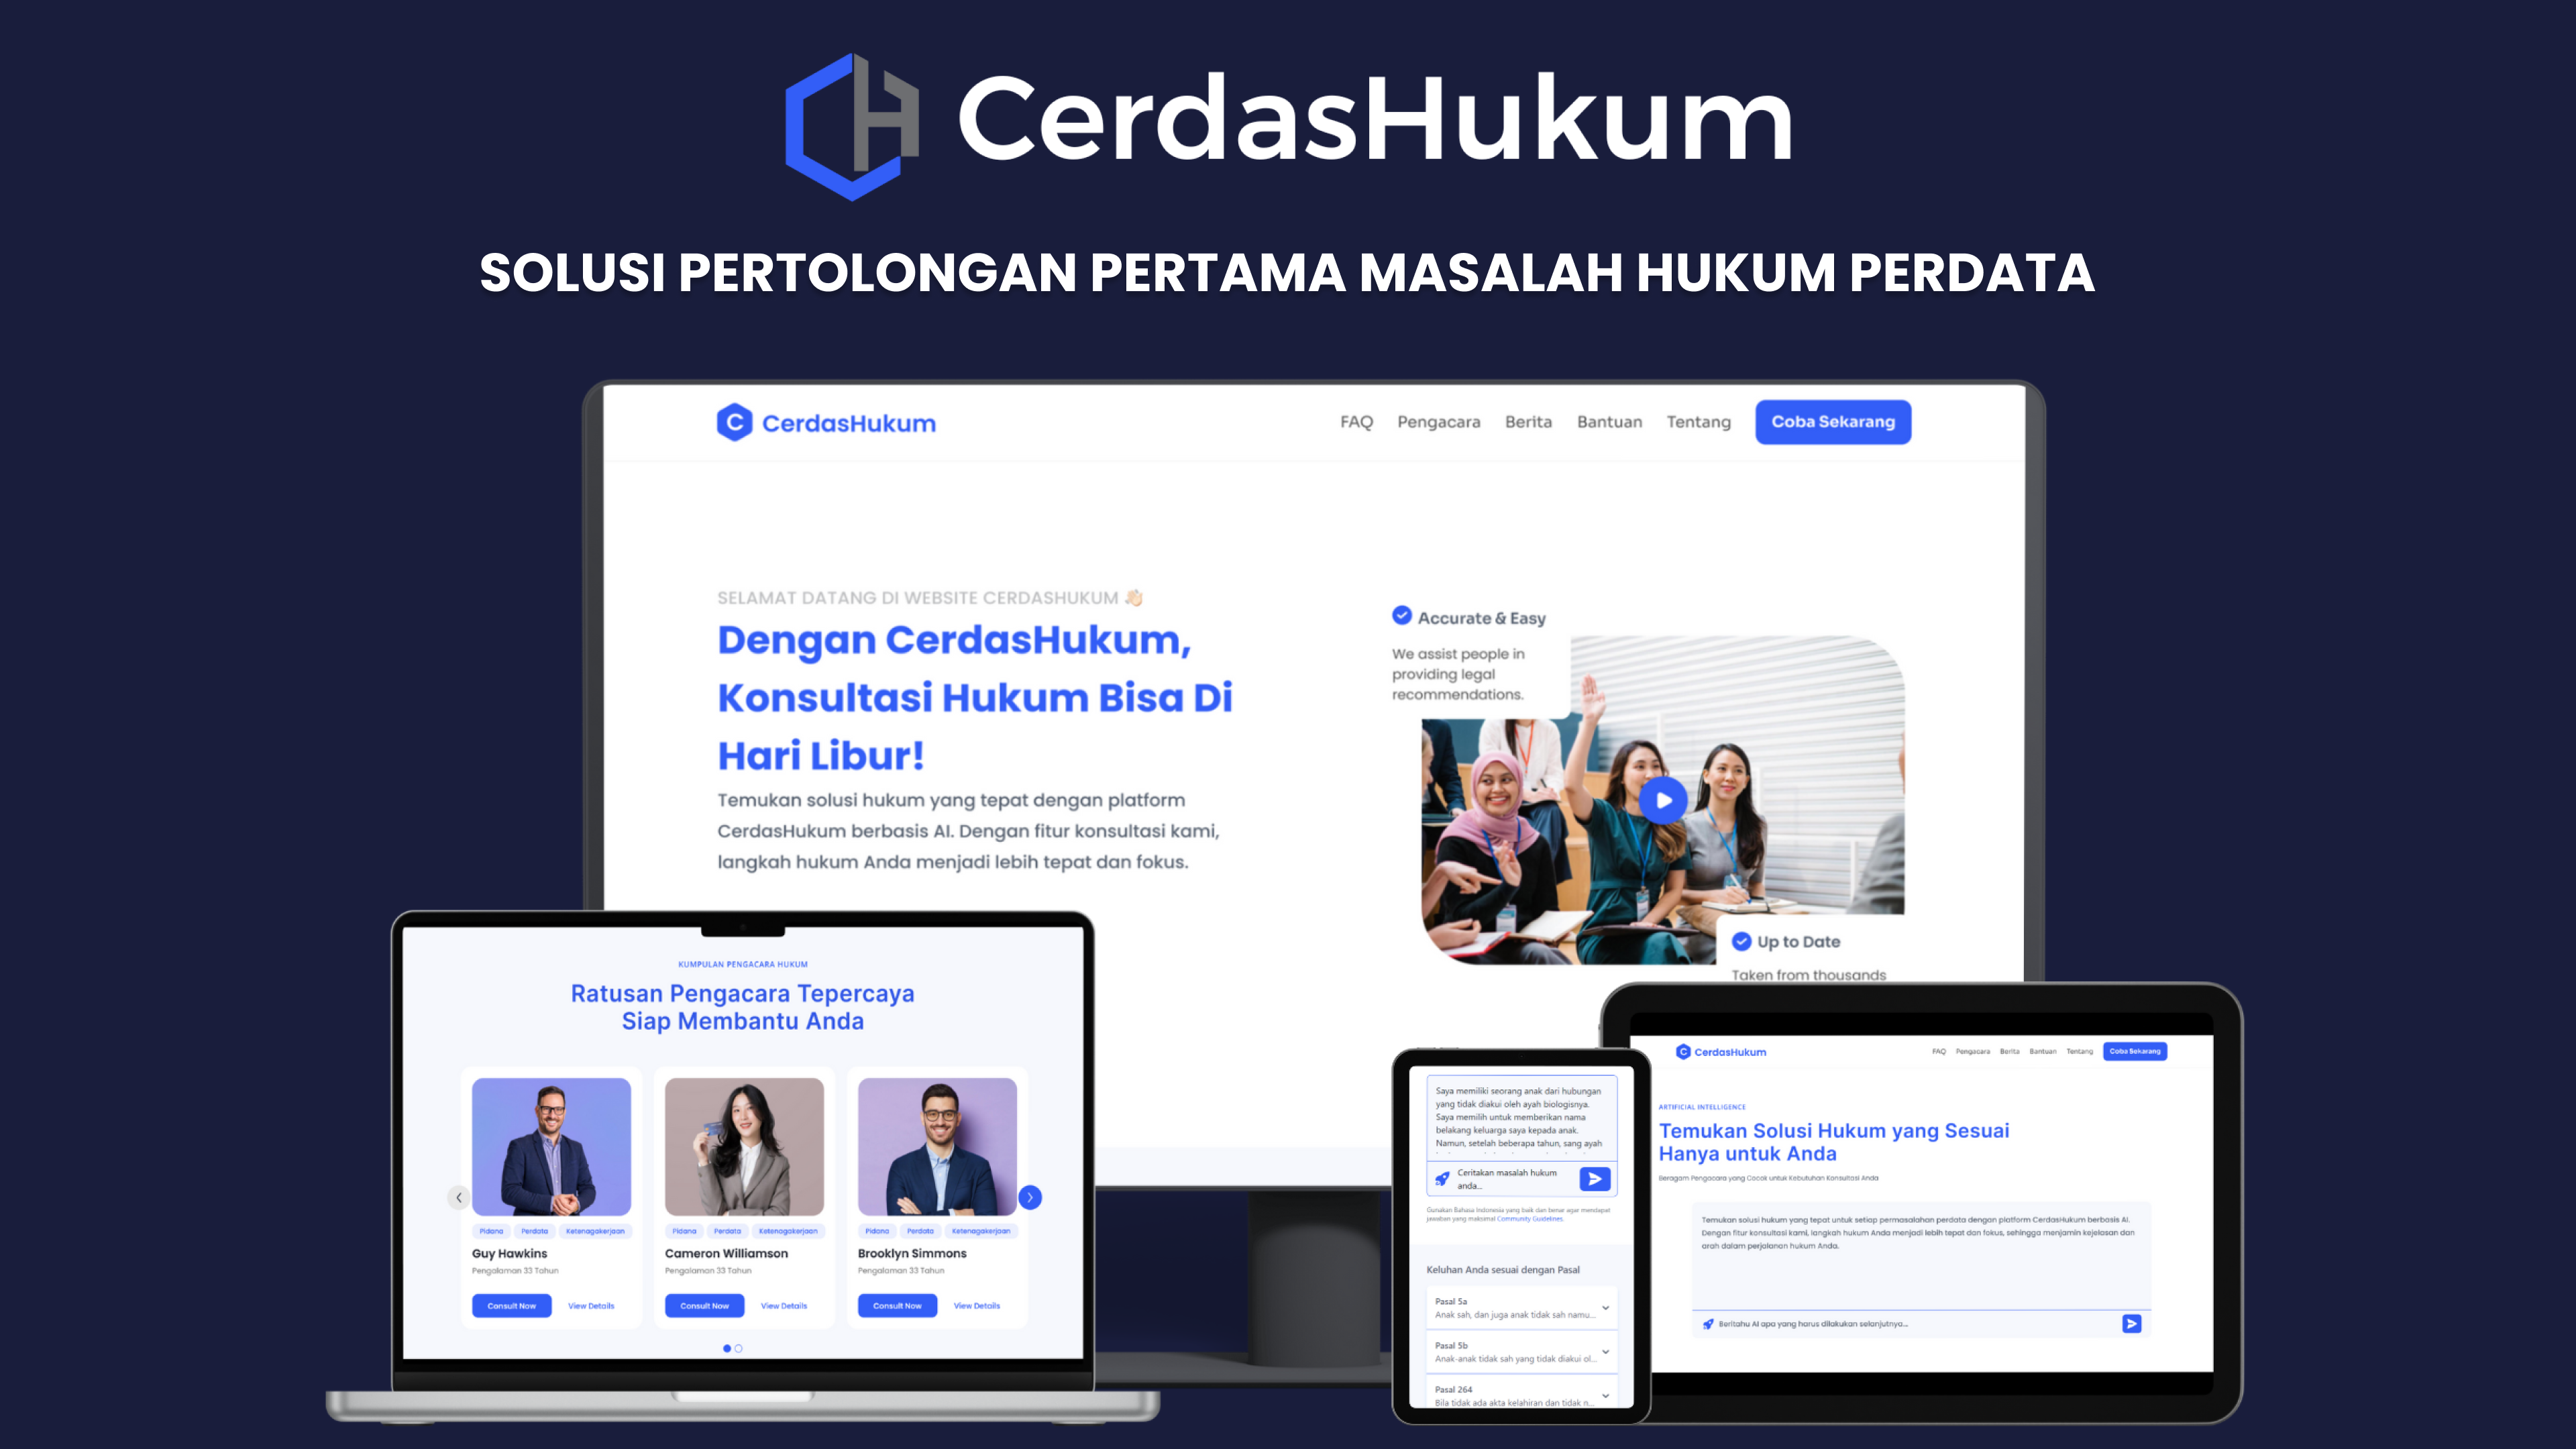 CerdasHukum
SOLUSI PERTOLONGAN PERTAMA MASALAH HUKUM PERDATA
C CerdasHukum
FAQ Pengacara Berita Bantuan Tentang Coba Sekarang
SELAMAT DATANG DI WEBSITE CERDASHUKUM 👋🏻
Dengan CerdasHukum,
Konsultasi Hukum Bisa Di
Hari Libur!
Temukan solusi hukum yang tepat dengan platform
CerdasHukum berbasis AI. Dengan fitur konsultasi kami,
langkah hukum Anda menjadi lebih tepat dan fokus.
Accurate & Easy
We assist people in
providing legal
recommendations.
Up to Date
Taken from thousands
KUMPULAN PENGACARA HUKUM
Ratusan Pengacara Tepercaya
Siap Membantu Anda
Pidana Perdata Ketenagakerjaan
Guy Hawkins
Pengalaman 33 Tahun
Consult Now View Details
Pidana Perdata Ketenagakerjaan
Cameron Williamson
Pengalaman 33 Tahun
Consult Now View Details
Pidana Perdata Ketenagakerjaan
Brooklyn Simmons
Pengalaman 33 Tahun
Consult Now View Details
Saya memiliki seorang anak dari hubungan
yang tidak diakui oleh ayah biologisnya.
Saya memilih untuk memberikan nama
belakang keluarga saya kepada anak.
Namun, setelah beberapa tahun, sang ayah
Ceritakan masalah hukum
anda...
Gunakan Bahasa Indonesia yang baik dan benar agar mendapat
jawaban yang maksimal Community Guidelines.
Keluhan Anda sesuai dengan Pasal
Pasal 5a
Anak sah, dan juga anak tidak sah namu...
Pasal 5b
Anak-anak tidak sah yang tidak diakui ol...
Pasal 264
Bila tidak ada akta kelahiran dan tidak n...
C CerdasHukum
FAQ Pengacara Berita Bantuan Tentang Coba Sekarang
ARTIFICIAL INTELLIGENCE
Temukan Solusi Hukum yang Sesuai
Hanya untuk Anda
Beragam Pengacara yang Cocok untuk Kebutuhan Konsultasi Anda
Temukan solusi hukum yang tepat untuk setiap permasalahan perdata dengan platform CerdasHukum berbasis AI.
Dengan fitur konsultasi kami, langkah hukum Anda menjadi lebih tepat dan fokus, sehingga menjamin kejelasan dan
arah dalam perjalanan hukum Anda.
Beritahu AI apa yang harus dilakukan selanjutnya...